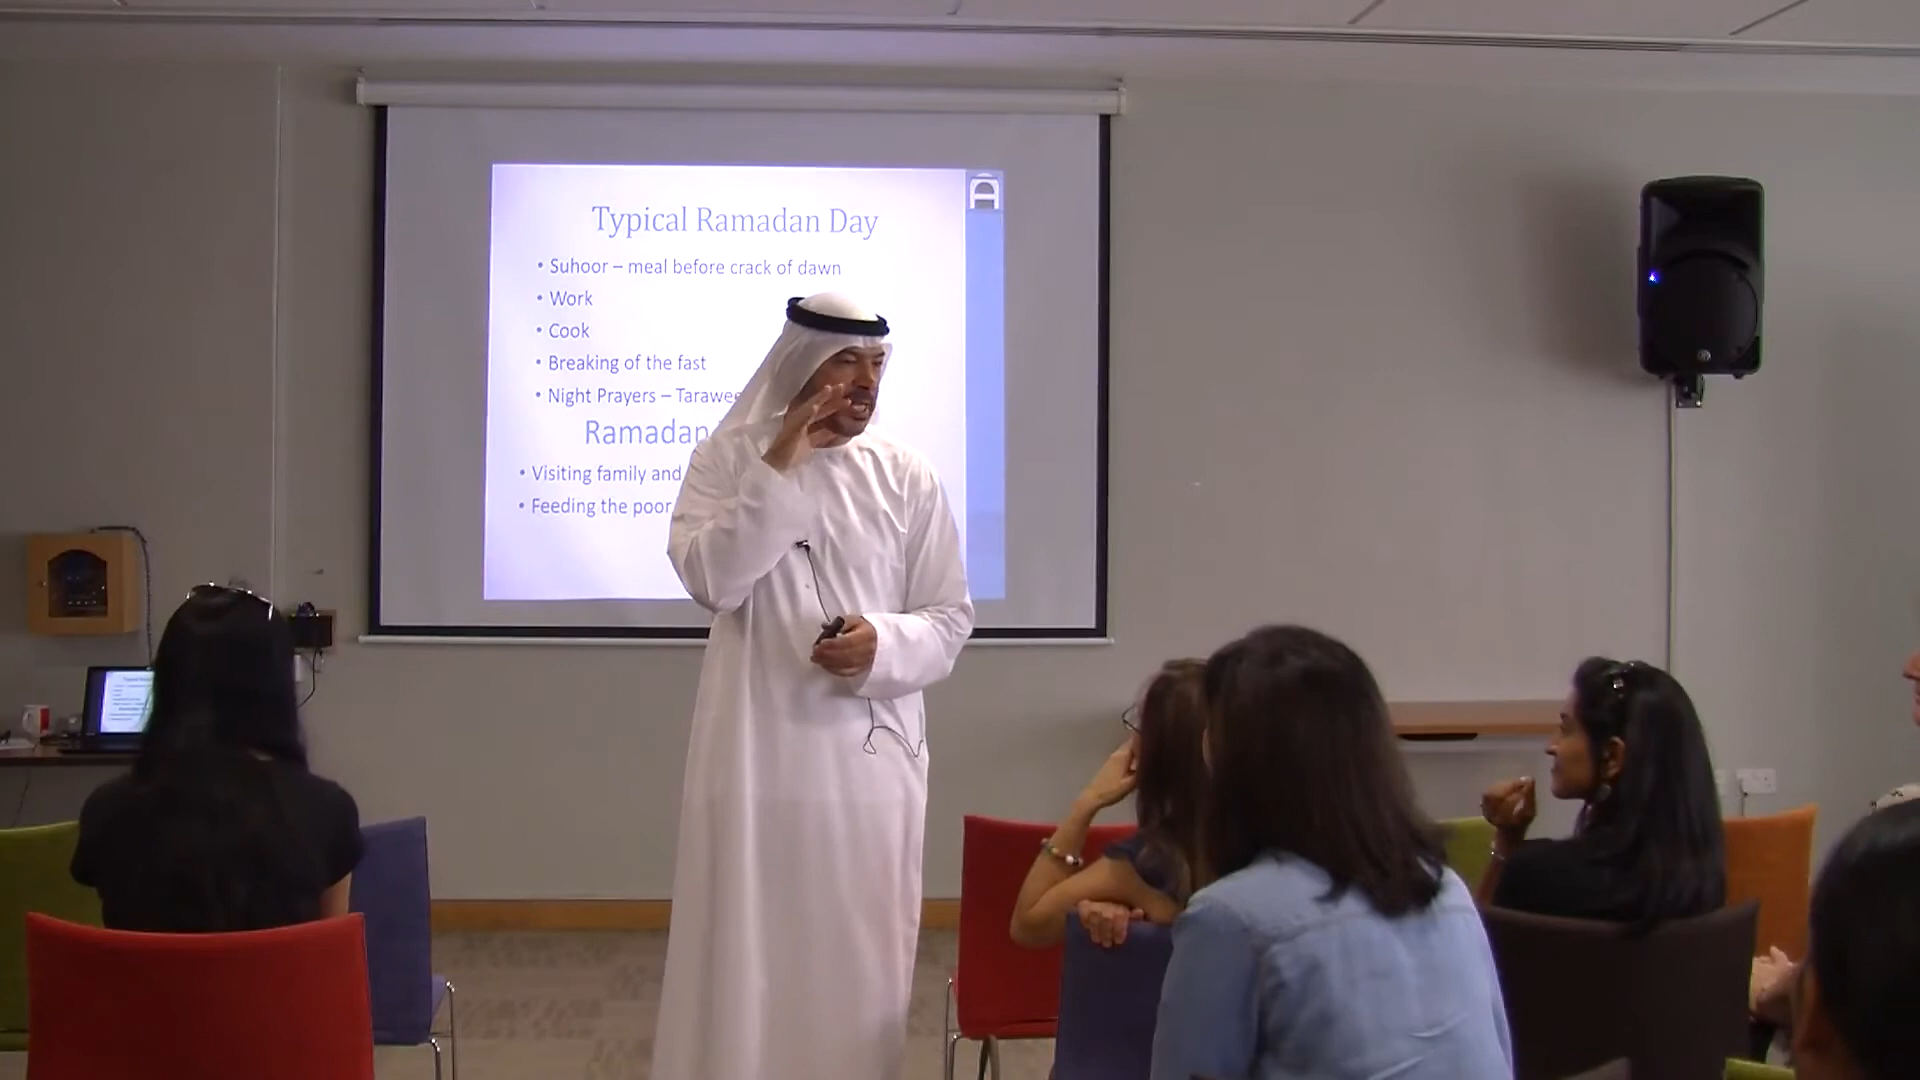 Typical Ramadan Day
• Suhoor – meal before crack of dawn
• Work
• Cook
• Breaking of the fast
• Night Prayers – Tarawee
Ramadan
• Visiting family and
• Feeding the poor